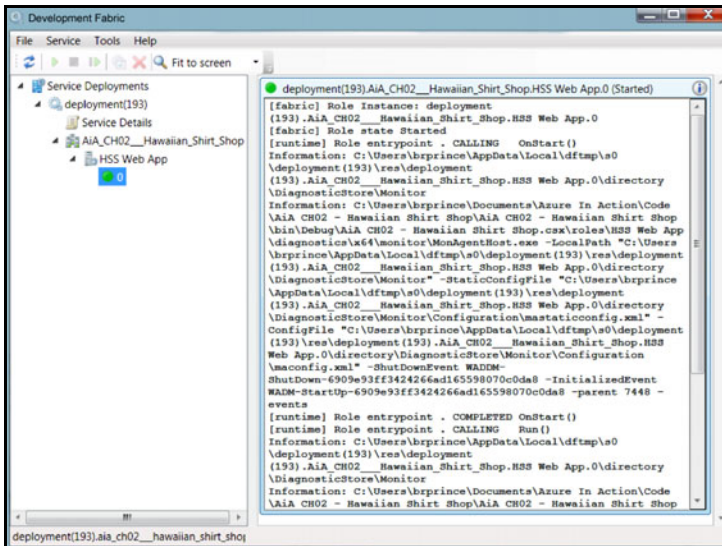 Development Fabric
File Service Tools Help
Fit to screen
Service Deployments
deployment(193)
Service Details
AiA_CH02___Hawaiian_Shirt_Shop
HSS Web App
0
deployment(193).AiA_CH02___Hawaiian_Shirt_Shop.HSS Web App.0 (Started)
[fabric] Role Instance: deployment
(193).AiA_CH02___Hawaiian_Shirt_Shop.HSS Web App.0
[fabric] Role state Started
[runtime] Role entrypoint . CALLING OnStart()
Information: C:\Users\brprince\AppData\Local\dftmp\s0
\deployment(193)\res\deployment
(193).AiA_CH02___Hawaiian_Shirt_Shop.HSS Web App.0\directory
\DiagnosticStore\Monitor
Information: C:\Users\brprince\Documents\Azure In Action\Code
\AiA CH02 - Hawaiian Shirt Shop\AiA CH02 - Hawaiian Shirt Shop
\bin\Debug\AiA CH02 - Hawaiian Shirt Shop.csx\roles\HSS Web App
\diagnostics\x64\monitor\MonAgentHost.exe -LocalPath "C:\Users
\brprince\AppData\Local\dftmp\s0\deployment(193)\res\deployment
(193).AiA_CH02___Hawaiian_Shirt_Shop.HSS Web App.0\directory
\DiagnosticStore\Monitor" -StaticConfigFile "C:\Users\brprince
\AppData\Local\dftmp\s0\deployment(193)\res\deployment
(193).AiA_CH02___Hawaiian_Shirt_Shop.HSS Web App.0\directory
\DiagnosticStore\Monitor\Configuration\mastaticconfig.xml" -
ConfigFile "C:\Users\brprince\AppData\Local\dftmp\s0\deployment
(193)\res\deployment(193).AiA_CH02___Hawaiian_Shirt_Shop.HSS
Web App.0\directory\DiagnosticStore\Monitor\Configuration
\maconfig.xml" -ShutDownEvent WADDM-
ShutDown-6909e93ff3424266ad165598070c0da8 -InitializedEvent
WADM-StartUp-6909e93ff3424266ad165598070c0da8 -parent 7448 -
events
[runtime] Role entrypoint . COMPLETED OnStart()
[runtime] Role entrypoint . CALLING Run()
Information: C:\Users\brprince\AppData\Local\dftmp\s0
\deployment(193)\res\deployment
(193).AiA_CH02___Hawaiian_Shirt_Shop.HSS Web App.0\directory
\DiagnosticStore\Monitor
Information: C:\Users\brprince\Documents\Azure In Action\Code
\AiA CH02 - Hawaiian Shirt Shop\AiA CH02 - Hawaiian Shirt Shop
deployment(193).aia_ch02___hawaiian_shirt_shop